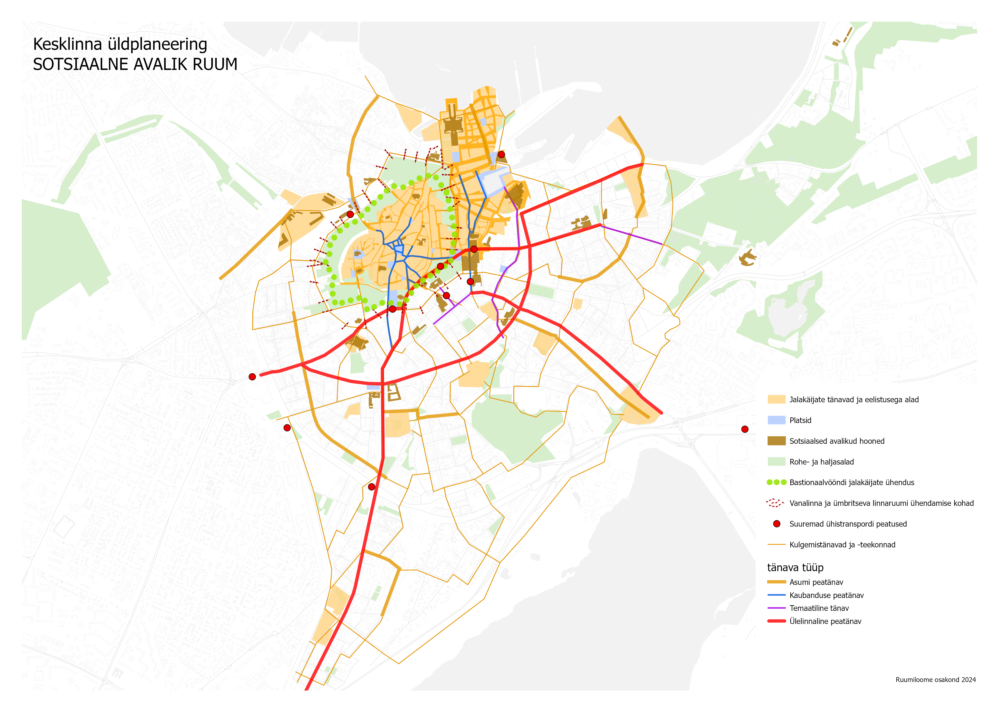 Kesklinna üldplaneering
SOTSIAALNE AVALIK RUUM
Jalakäijate tänavad ja eelistusega alad
Platsid
Sotsiaalsed avalikud hooned
Rohe- ja haljasalad
Bastionaalvööndi jalakäijate ühendus
Vanalinna ja ümbritseva linnaruumi ühendamise kohad
Suuremad ühistranspordi peatused
Kulgemistänavad ja -teekonnad
tänava tüüp
Asumi peatänav
Kaubanduse peatänav
Temaatiline tänav
Ülelinnaline peatänav
Ruumiloome osakond 2024